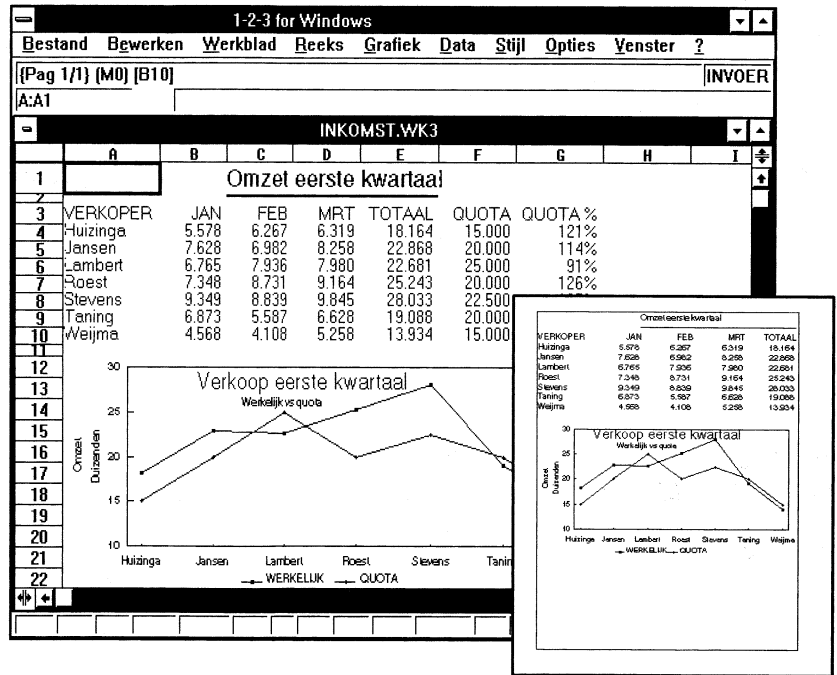 1-2-3 for Windows
Bestand Bewerken Werkblad Reeks Grafiek Data Stijl Opties Venster ?
{Pag 1/1} {M0} [B10] INVOER
A:A1
INKOMST.WK3
A B C D E F G H I
1 Omzet eerste kwartaal
2
3 VERKOPER JAN FEB MRT TOTAAL QUOTA QUOTA %
4 Huizinga 5.578 6.267 6.319 18.164 15.000 121%
5 Jansen 7.628 6.982 8.258 22.868 20.000 114%
6 Lambert 6.765 7.936 7.980 22.681 25.000 91%
7 Roest 7.348 8.731 9.164 25.243 20.000 126%
8 Stevens 9.349 8.839 9.845 28.033 22.500
9 Taning 6.873 5.587 6.628 19.088 20.000
10 Weijma 4.568 4.108 5.258 13.934 15.000
11
12
13
14
15
16
17
18
19
20
21
22
Verkoop eerste kwartaal
Werkelijk vs quota
Omzet
Duizenden
30
25
20
15
10
Huizinga Jansen Lambert Roest Stevens Tanin
WERKELIJK QUOTA
Omzet eerste kwartaal
VERKOPER JAN FEB MRT TOTAAL
Huizinga 5.578 6.267 6.319 18.164
Jansen 7.628 6.982 8.258 22.868
Lambert 6.765 7.936 7.980 22.681
Roest 7.348 8.731 9.164 25.243
Stevens 9.349 8.839 9.845 28.033
Taning 6.873 5.587 6.628 19.088
Weijma 4.568 4.108 5.258 13.934
Verkoop eerste kwartaal
Werkelijk vs quota
Omzet
Duizenden
30
25
20
15
10
Huizinga Jansen Lambert Roest Stevens Taning Weijma
WERKELIJK QUOTA